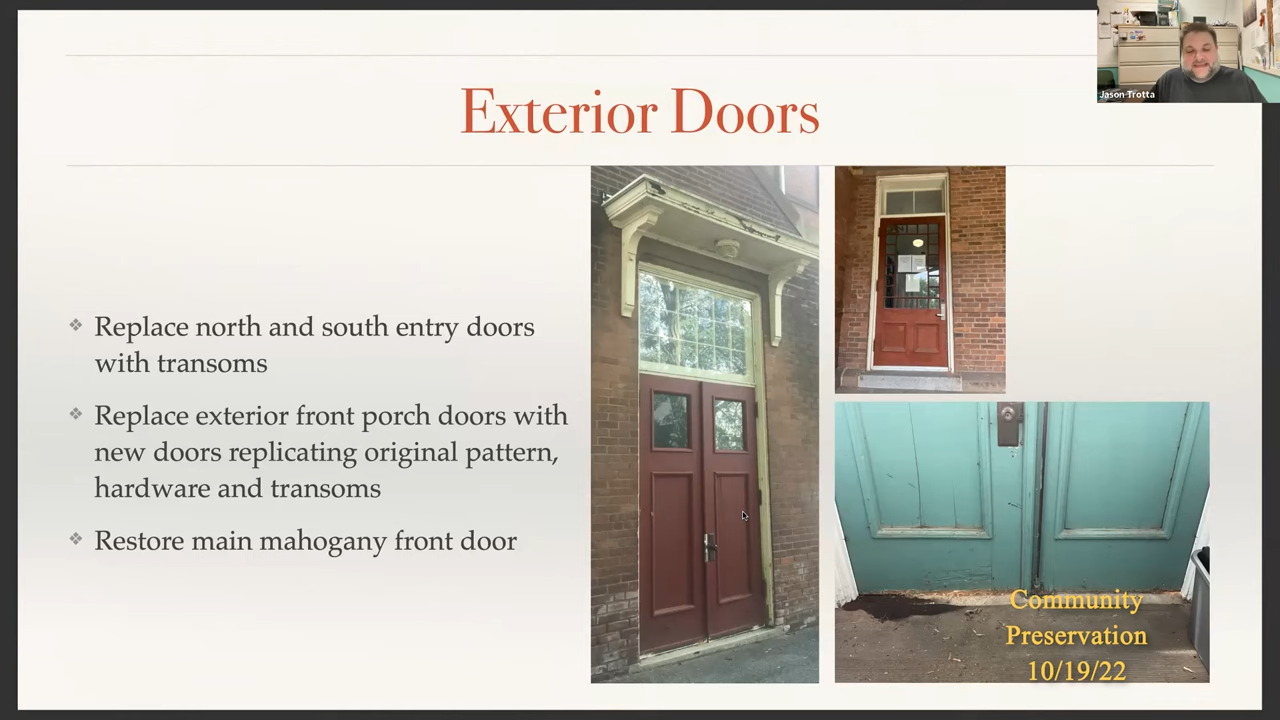 Jason Trotta
Exterior Doors
Replace north and south entry doors
with transoms
Replace exterior front porch doors with
new doors replicating original pattern,
hardware and transoms
Restore main mahogany front door
Community
Preservation
10/19/22